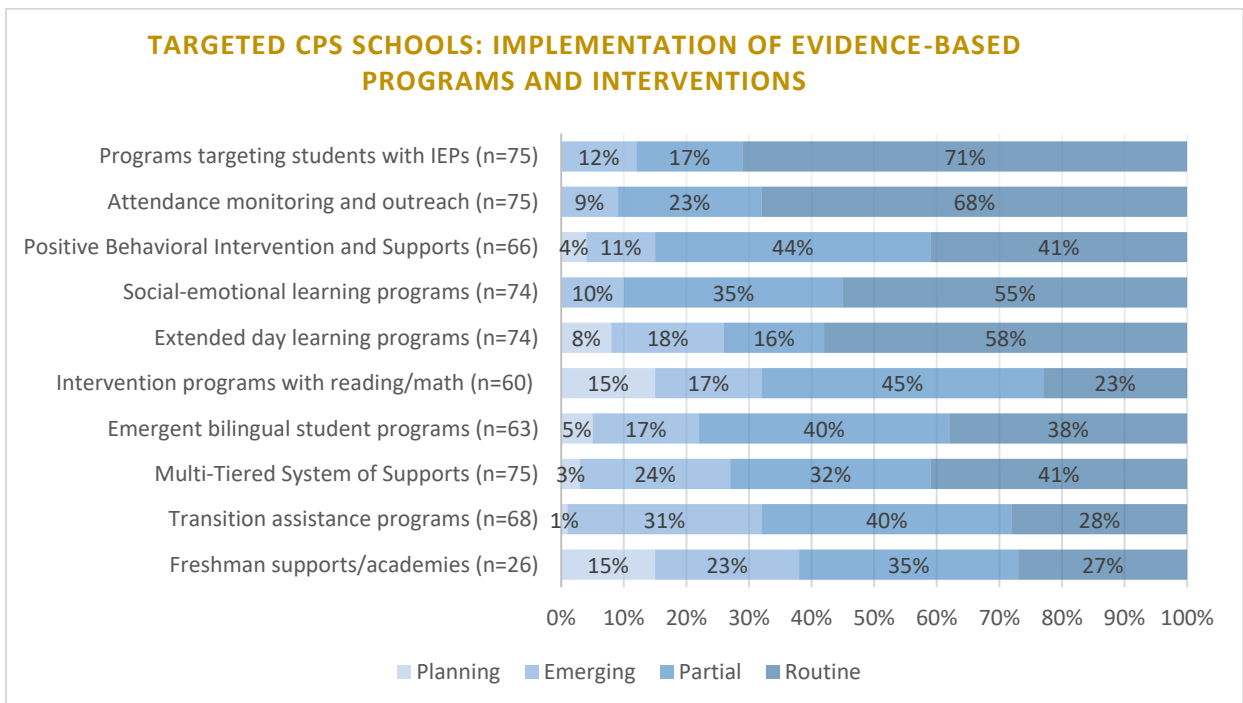 TARGETED CPS SCHOOLS: IMPLEMENTATION OF EVIDENCE-BASED
PROGRAMS AND INTERVENTIONS
Programs targeting students with IEPs (n=75) 12% 17% 71%
Attendance monitoring and outreach (n=75) 9% 23% 68%
Positive Behavioral Intervention and Supports (n=66) 4% 11% 44% 41%
Social-emotional learning programs (n=74) 10% 35% 55%
Extended day learning programs (n=74) 8% 18% 16% 58%
Intervention programs with reading/math (n=60) 15% 17% 45% 23%
Emergent bilingual student programs (n=63) 5% 17% 40% 38%
Multi-Tiered System of Supports (n=75) 3% 24% 32% 41%
Transition assistance programs (n=68) 1% 31% 40% 28%
Freshman supports/academies (n=26) 15% 23% 35% 27%
0% 10% 20% 30% 40% 50% 60% 70% 80% 90% 100%
Planning Emerging Partial Routine